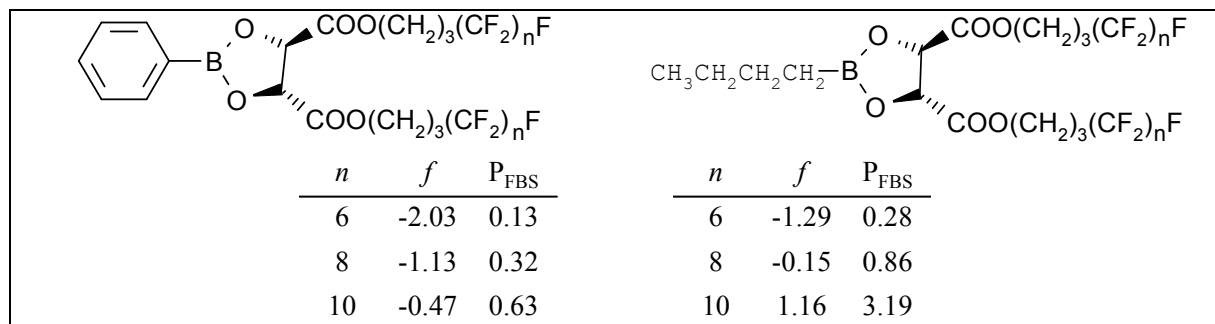 COO(CH2)3(CF2)nF
COO(CH2)3(CF2)nF
O
B
O
COO(CH2)3(CF2)nF
CH3CH2CH2CH2
O
B
O
COO(CH2)3(CF2)nF
n f PFBS
6 -2.03 0.13
8 -1.13 0.32
10 -0.47 0.63
n f PFBS
6 -1.29 0.28
8 -0.15 0.86
10 1.16 3.19